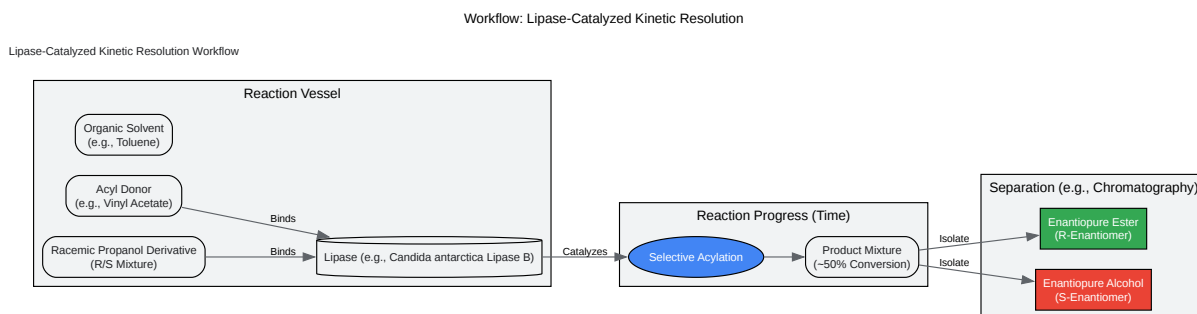 Workflow: Lipase-Catalyzed Kinetic Resolution
Lipase-Catalyzed Kinetic Resolution Workflow
Reaction Vessel
Organic Solvent
(e.g., Toluene)
Acyl Donor
(e.g., Vinyl Acetate)
Binds
Racemic Propanol Derivative
(R/S Mixture)
Binds
Lipase (e.g., Candida antarctica Lipase B)
Catalyzes
Reaction Progress (Time)
Selective Acylation
Product Mixture
(~50% Conversion)
Isolate
Isolate
Separation (e.g., Chromatography)
Enantiopure Ester
(R-Enantiomer)
Enantiopure Alcohol
(S-Enantiomer)